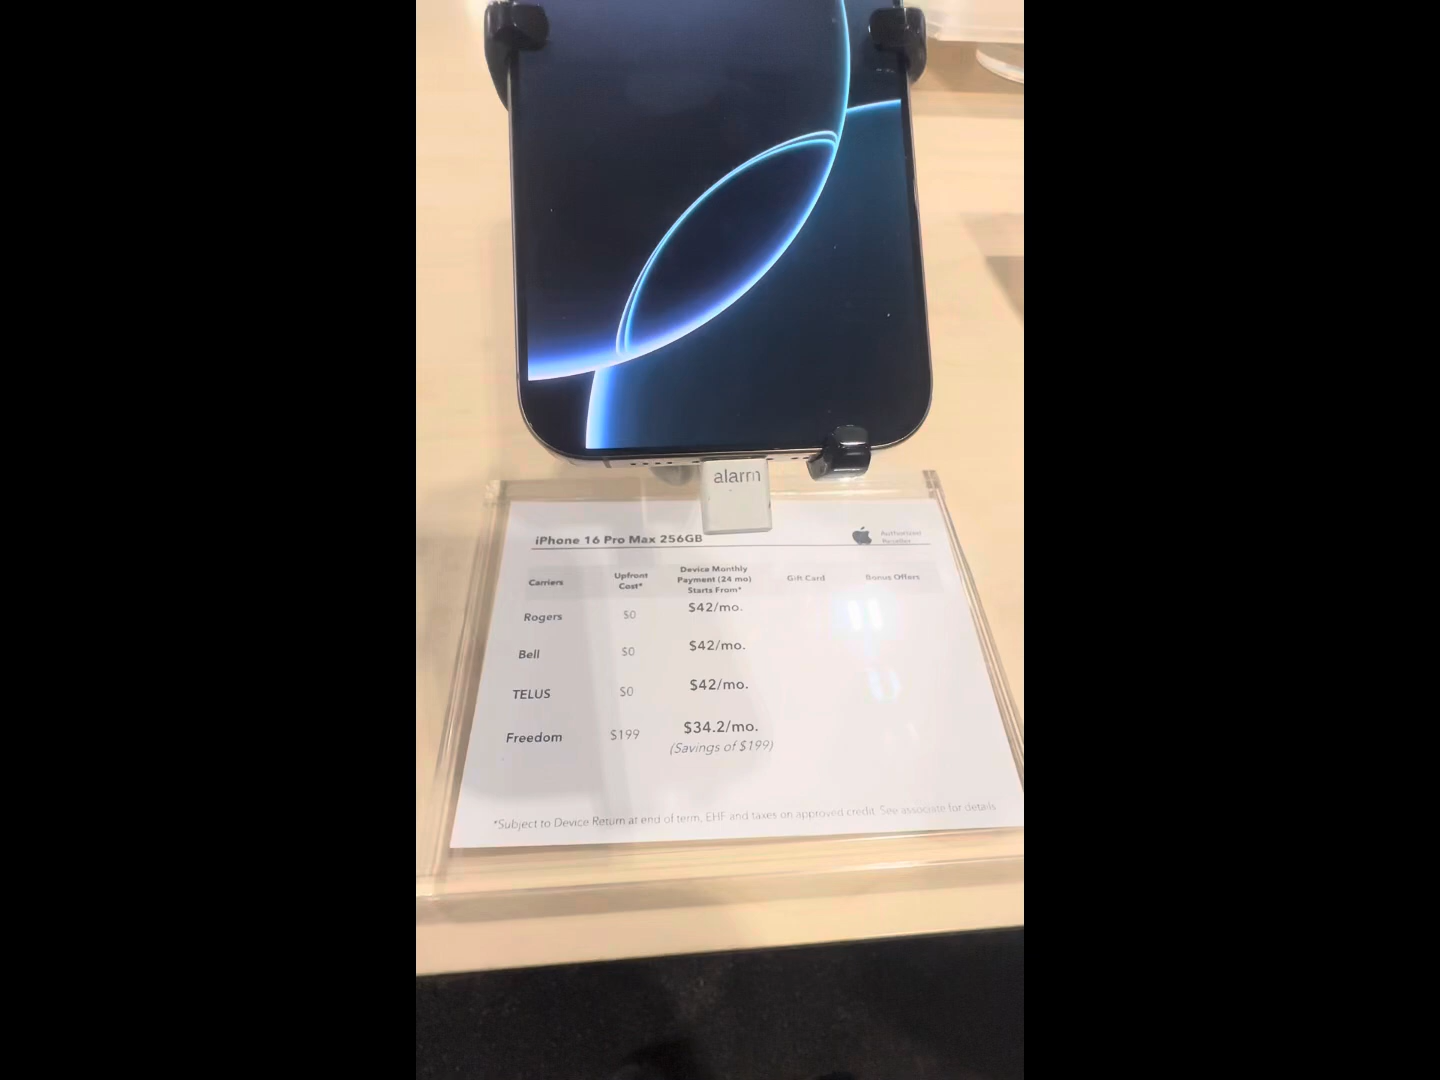 alarm
iPhone 16 Pro Max 256GB
Authorized
Reseller
Carriers
Upfront
Cost*
Device Monthly
Payment (24 mo)
Starts From*
Gift Card
Bonus Offers
Rogers $0 $42/mo.
Bell $0 $42/mo.
TELUS $0 $42/mo.
Freedom $199 $34.2/mo.
(Savings of $199)
*Subject to Device Return at end of term, EHF and taxes on approved credit. See associate for details